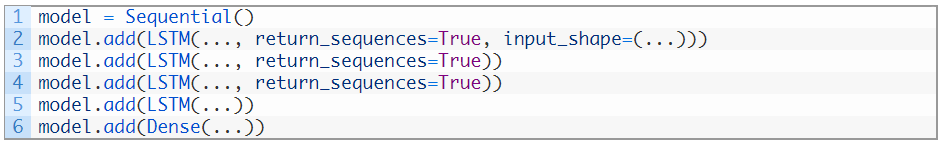 1 model = Sequential()
2 model.add(LSTM(..., return_sequences=True, input_shape=(...)))
3 model.add(LSTM(..., return_sequences=True))
4 model.add(LSTM(..., return_sequences=True))
5 model.add(LSTM(...))
6 model.add(Dense(...))